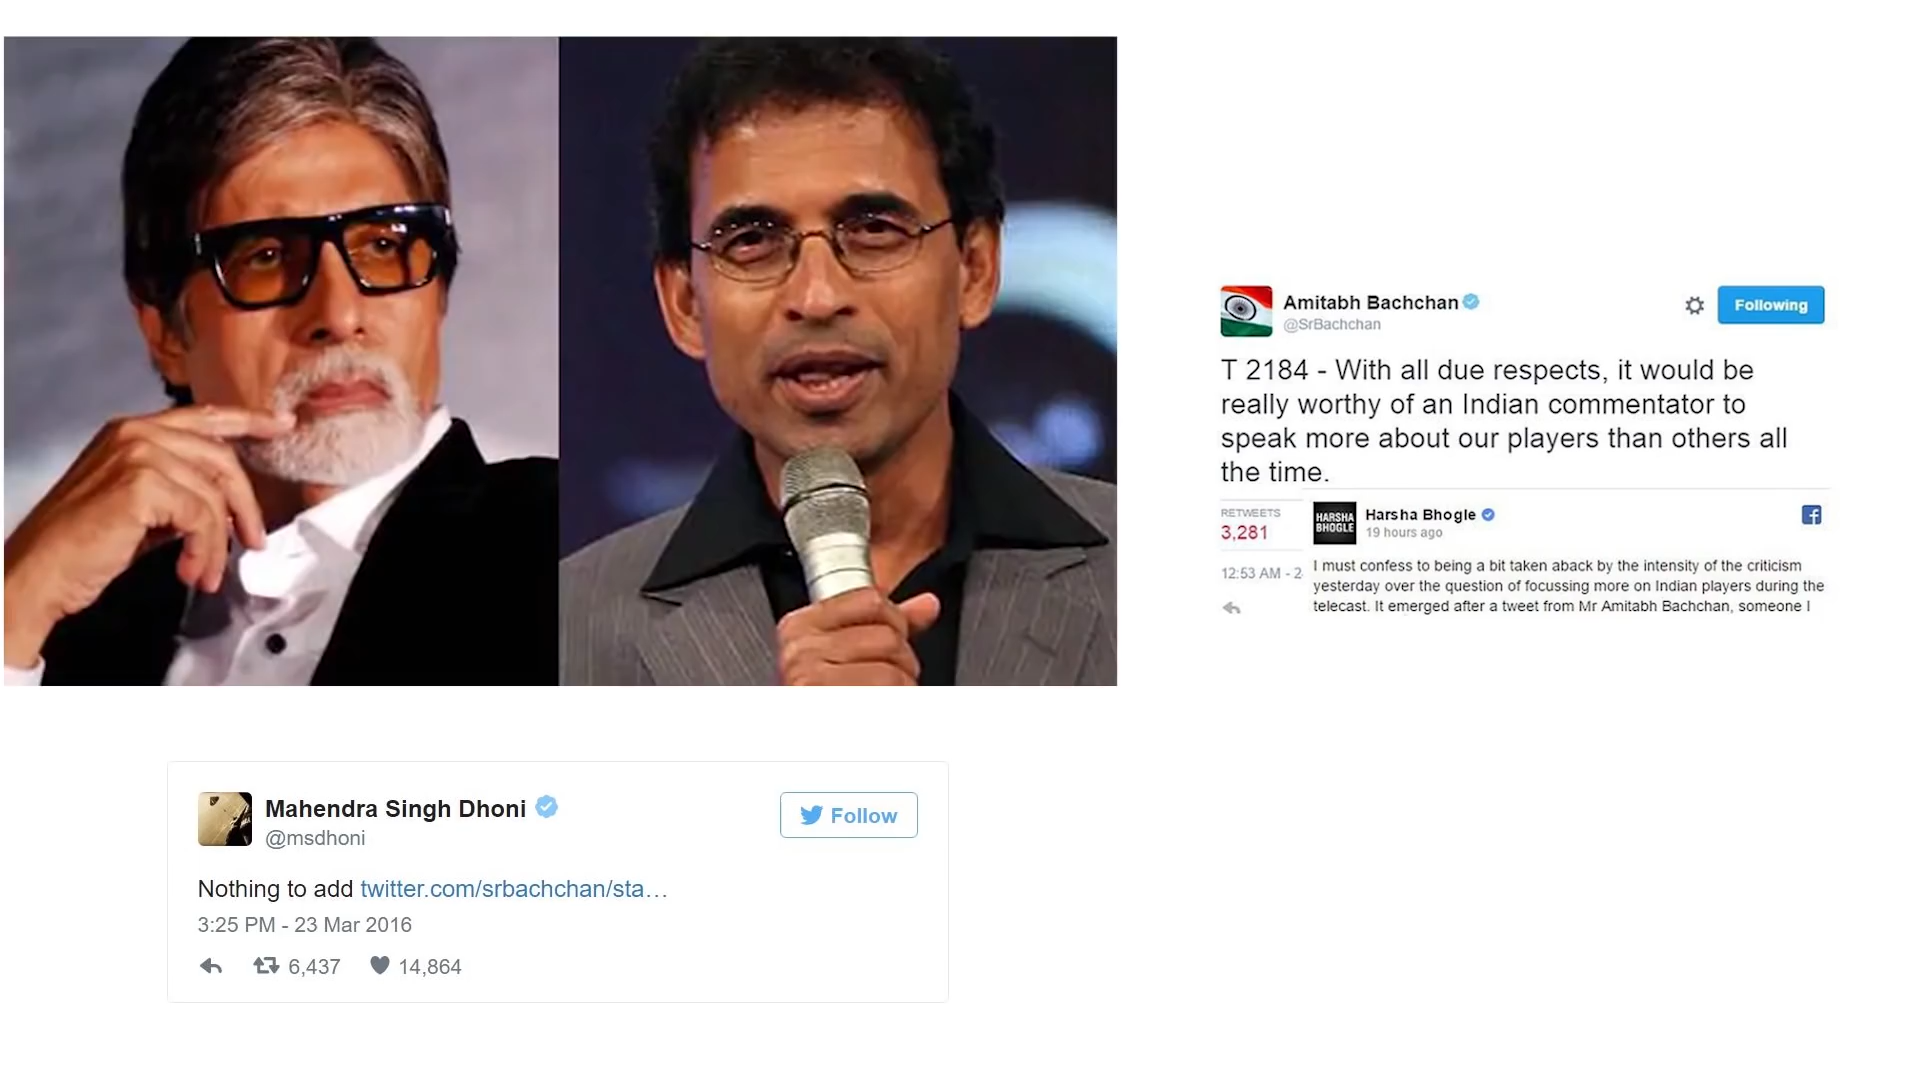 Amitabh Bachchan
@SrBachchan
Following
T 2184 - With all due respects, it would be
really worthy of an Indian commentator to
speak more about our players than others all
the time.
RETWEETS
3,281
12:53 AM - 2
HARSHA
BHOGLE
Harsha Bhogle
19 hours ago
I must confess to being a bit taken aback by the intensity of the criticism
yesterday over the question of focussing more on Indian players during the
telecast. It emerged after a tweet from Mr Amitabh Bachchan, someone I
Mahendra Singh Dhoni
@msdhoni
Follow
Nothing to add twitter.com/srbachchan/sta…
3:25 PM - 23 Mar 2016
6,437
14,864